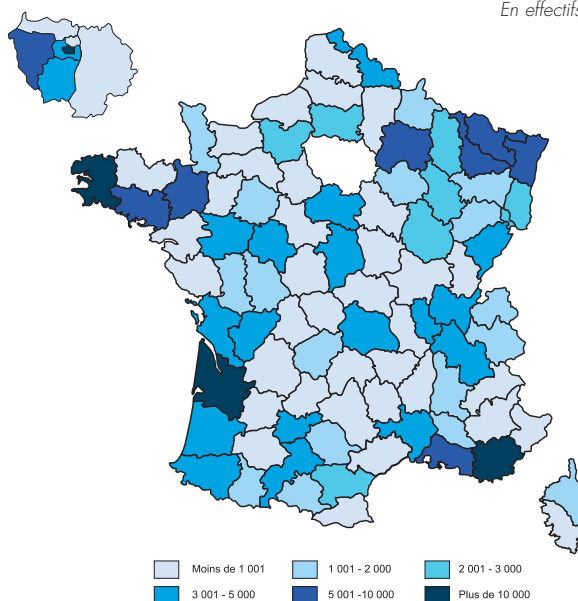 En effectifs
Moins de 1 001
1 001 - 2 000
2 001 - 3 000
3 001 - 5 000
5 001 -10 000
Plus de 10 000